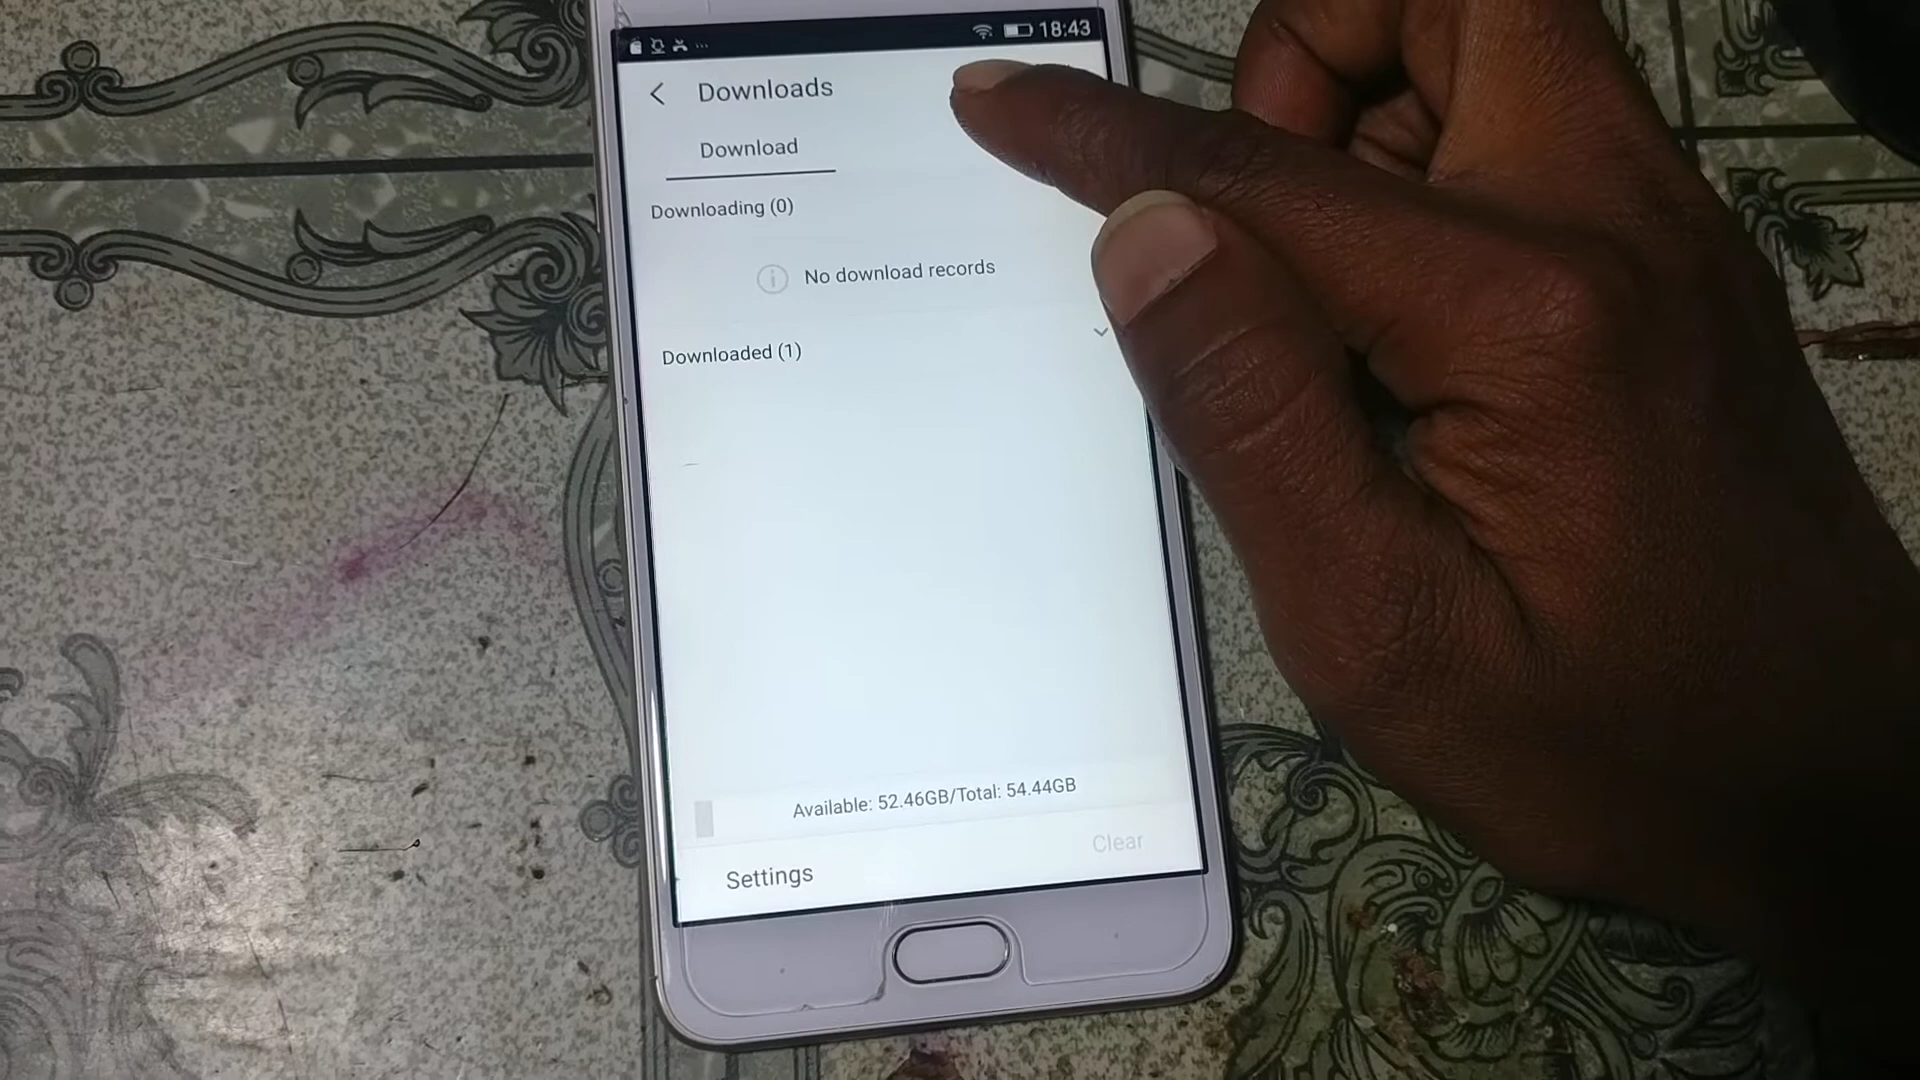 18:43
Downloads
Download
Downloading (0)
No download records
Downloaded (1)
Available: 52.46GB/Total: 54.44GB
Settings
Clear